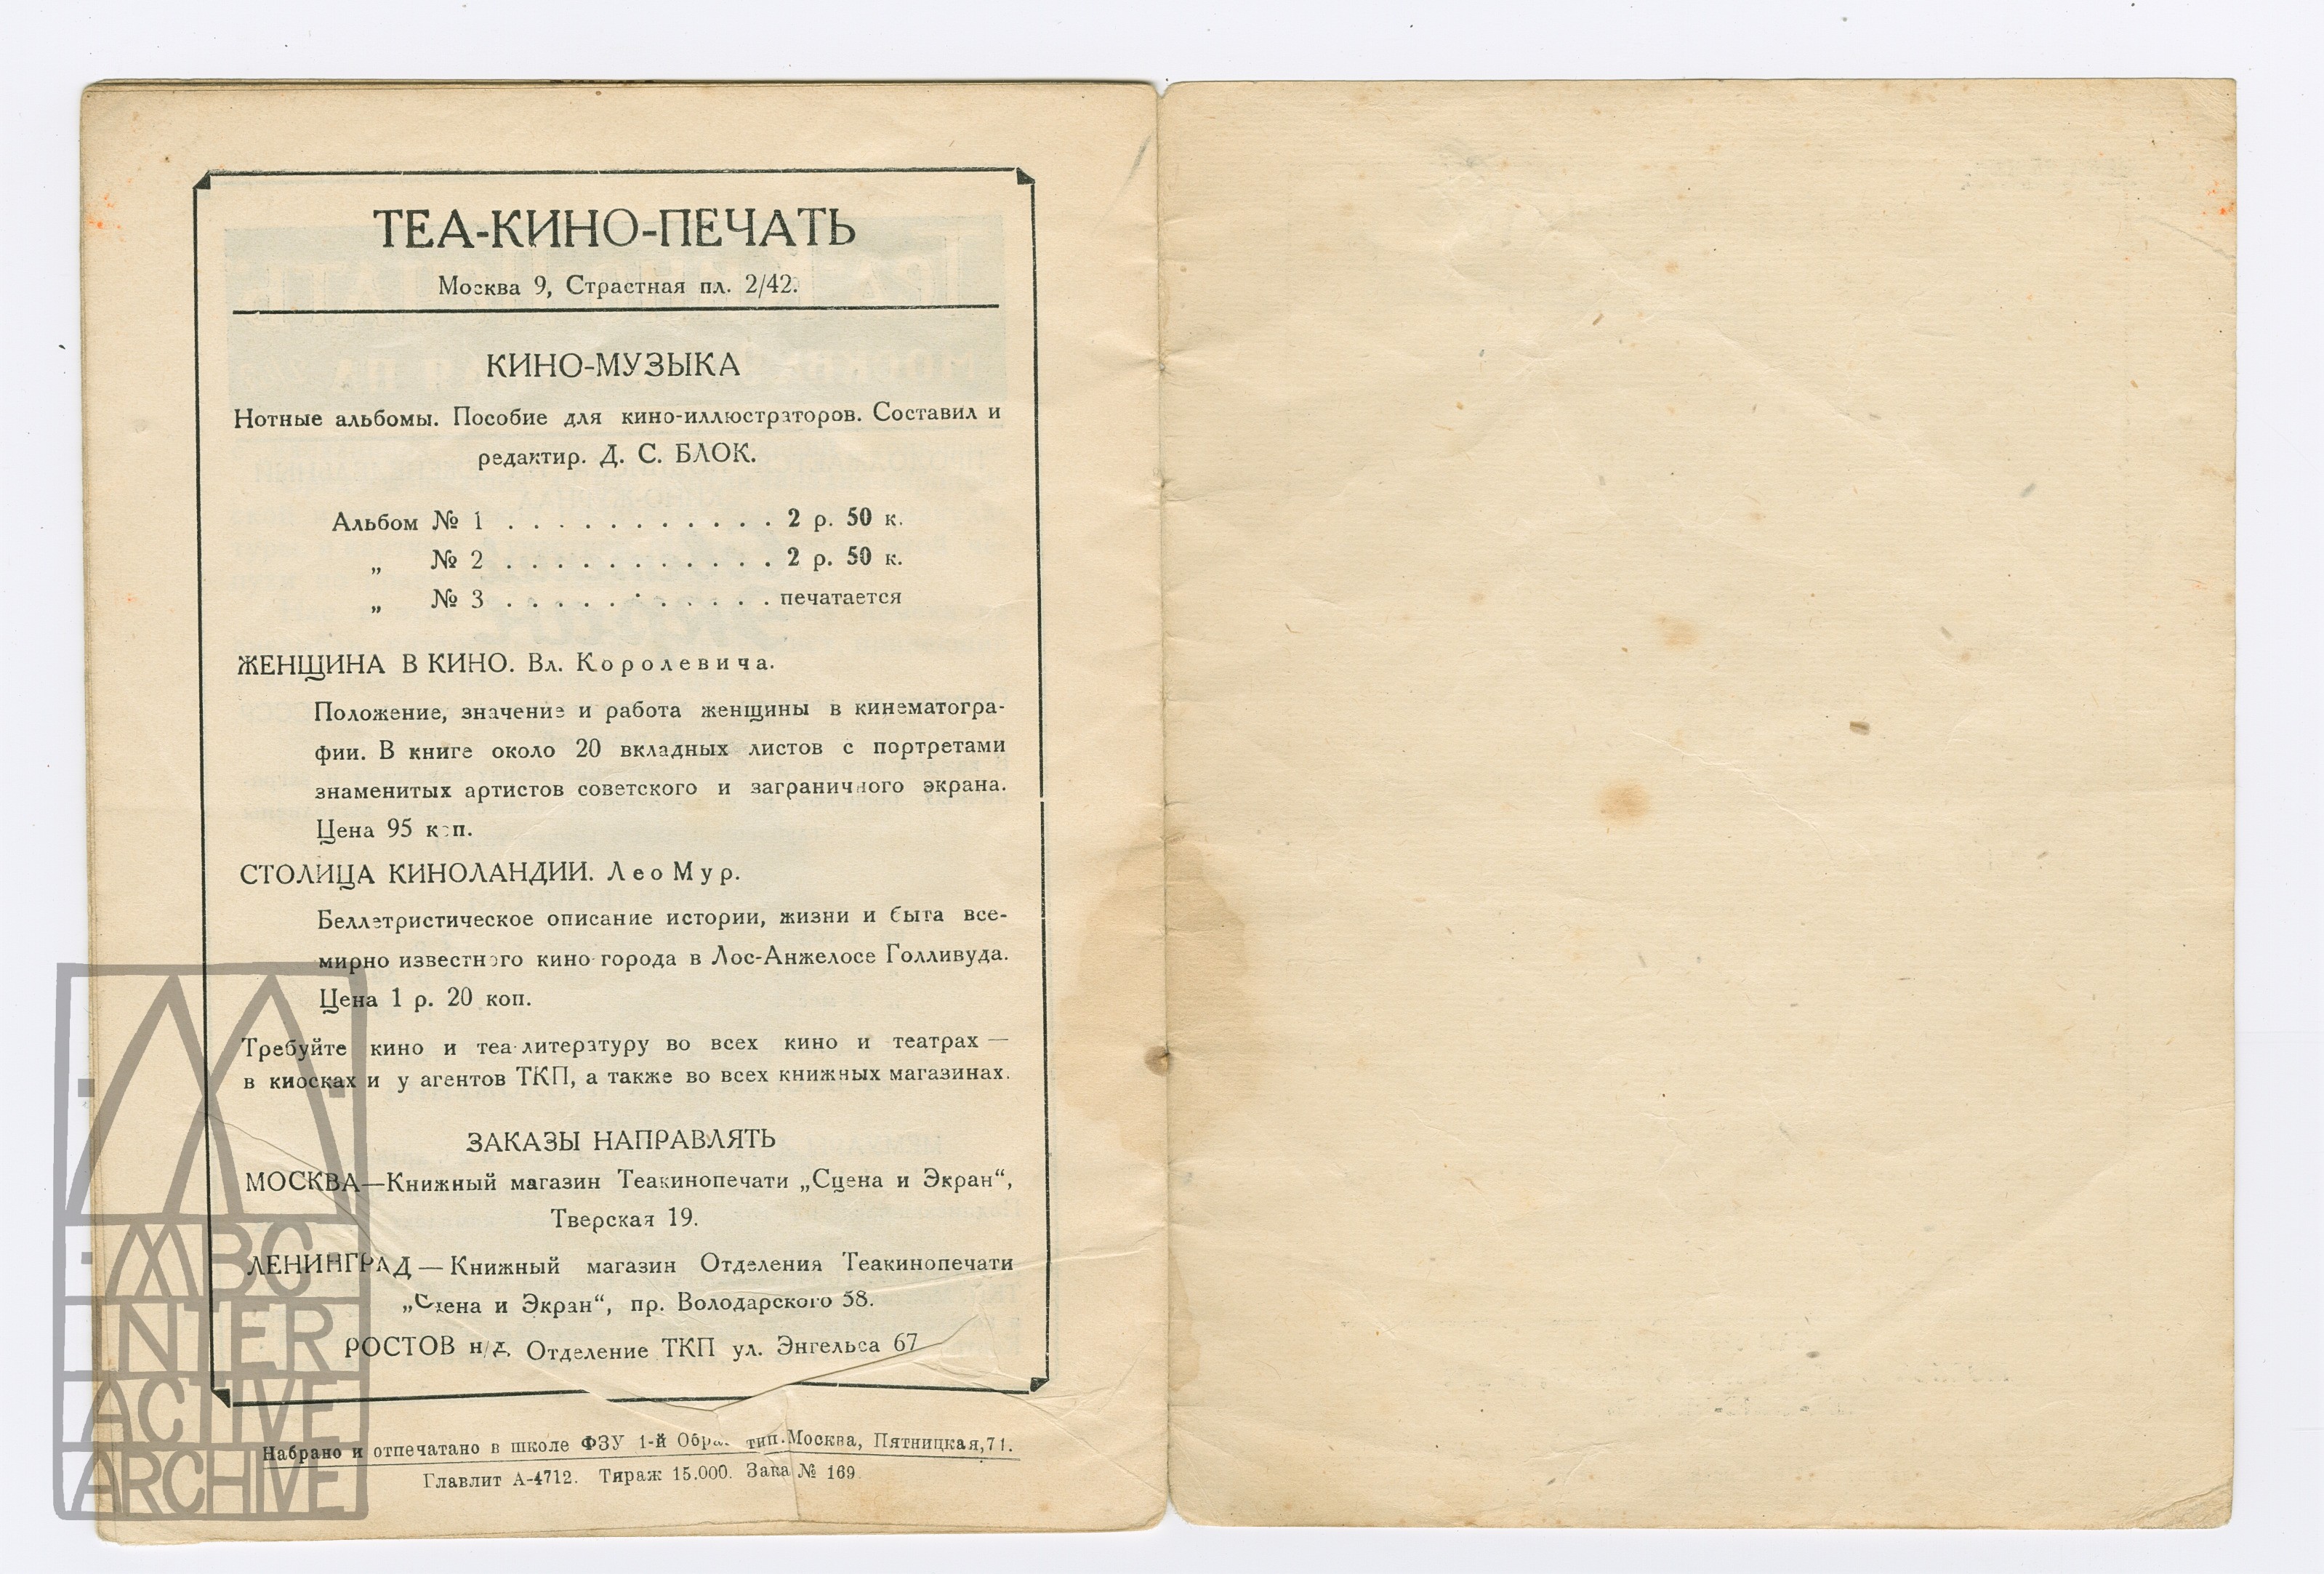 ТЕА-КИНО-ПЕЧАТЬ
Москва 9, Страстная пл. 2/42.
КИНО-МУЗЫКА
Нотные альбомы. Пособие для кино-иллюстраторов. Составил и
редактир. Д. С. БЛОК.
Альбом № 1 . . . . . . . . . . . 2 р. 50 к.
„ № 2 . . . . . . . . . . . 2 р. 50 к.
„ № 3 . . . . . . . . . . . печатается
ЖЕНЩИНА В КИНО. Вл. Королевича.
Положение, значение и работа женщины в кинематогра-
фии. В книге около 20 вкладных листов с портретами
знаменитых артистов советского и заграничного экрана.
Цена 95 коп.
СТОЛИЦА КИНОЛАНДИИ. Лео Мур.
Беллетристическое описание истории, жизни и быта все-
мирно известного кино-города в Лос-Анжелосе Голливуда.
Цена 1 р. 20 коп.
Требуйте кино и теа-литературу во всех кино и театрах —
в киосках и у агентов ТКП, а также во всех книжных магазинах.
ЗАКАЗЫ НАПРАВЛЯТЬ
МОСКВА—Книжный магазин Теакинопечати „Сцена и Экран“,
Тверская 19.
ЛЕНИНГРАД — Книжный магазин Отделения Теакинопечати
„Сцена и Экран“, пр. Володарского 58.
РОСТОВ н/д. Отделение ТКП ул. Энгельса 67
Набрано и отпечатано в школе ФЗУ 1-й Обра. тип. Москва, Пятницкая, 71.
Главлит А-4712. Тираж 15.000. Зака № 169.
ABC
INTER
ACTIVE
ARCHIVE